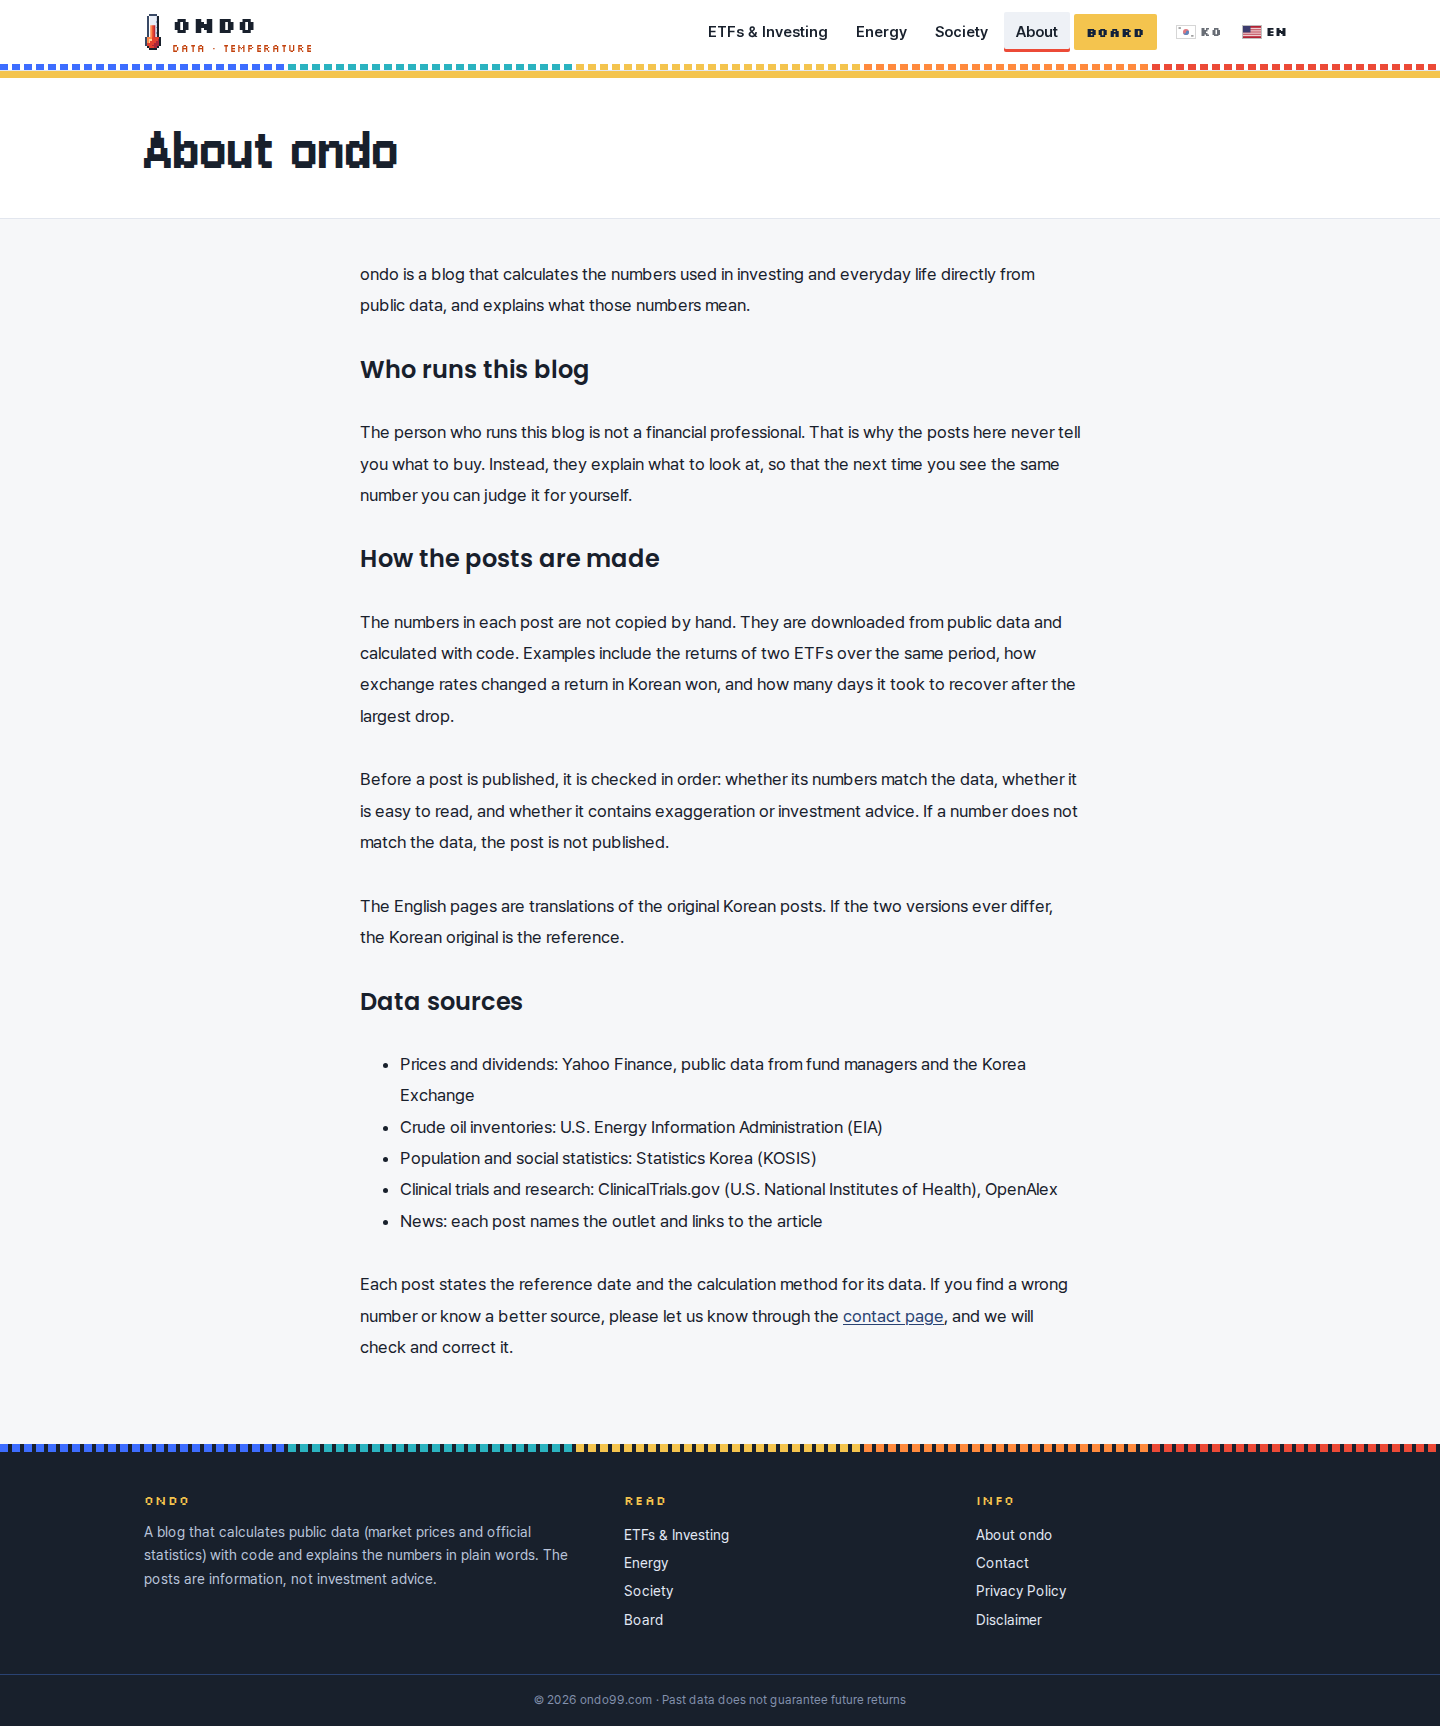 ONDO
DATA · TEMPERATURE
ETFs & Investing
Energy
Society
About
BOARD
KO
EN
About ondo
ondo is a blog that calculates the numbers used in investing and everyday life directly from
public data, and explains what those numbers mean.
Who runs this blog
The person who runs this blog is not a financial professional. That is why the posts here never tell
you what to buy. Instead, they explain what to look at, so that the next time you see the same
number you can judge it for yourself.
How the posts are made
The numbers in each post are not copied by hand. They are downloaded from public data and
calculated with code. Examples include the returns of two ETFs over the same period, how
exchange rates changed a return in Korean won, and how many days it took to recover after the
largest drop.
Before a post is published, it is checked in order: whether its numbers match the data, whether it
is easy to read, and whether it contains exaggeration or investment advice. If a number does not
match the data, the post is not published.
The English pages are translations of the original Korean posts. If the two versions ever differ,
the Korean original is the reference.
Data sources
• Prices and dividends: Yahoo Finance, public data from fund managers and the Korea
Exchange
• Crude oil inventories: U.S. Energy Information Administration (EIA)
• Population and social statistics: Statistics Korea (KOSIS)
• Clinical trials and research: ClinicalTrials.gov (U.S. National Institutes of Health), OpenAlex
• News: each post names the outlet and links to the article
Each post states the reference date and the calculation method for its data. If you find a wrong
number or know a better source, please let us know through the contact page, and we will
check and correct it.
ONDO
A blog that calculates public data (market prices and official
statistics) with code and explains the numbers in plain words. The
posts are information, not investment advice.
READ
ETFs & Investing
Energy
Society
Board
INFO
About ondo
Contact
Privacy Policy
Disclaimer
© 2026 ondo99.com · Past data does not guarantee future returns